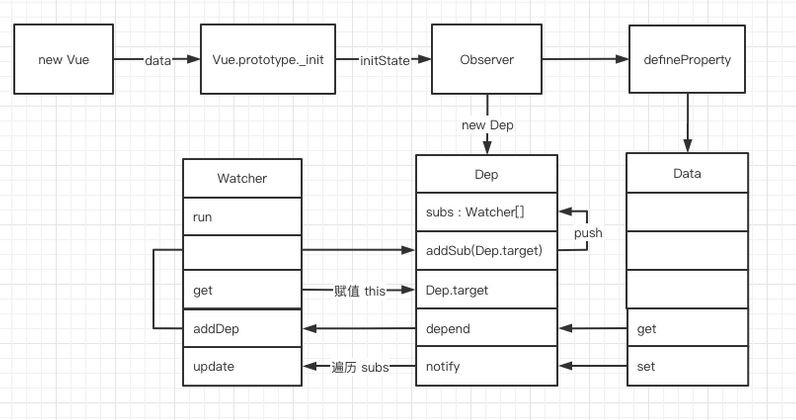 new Vue
data
Vue.prototype._init
initState
Observer
defineProperty
new Dep
Watcher
run
get
addDep
update
赋值 this
遍历 subs
Dep
subs : Watcher[]
addSub(Dep.target)
Dep.target
depend
notify
push
Data
get
set